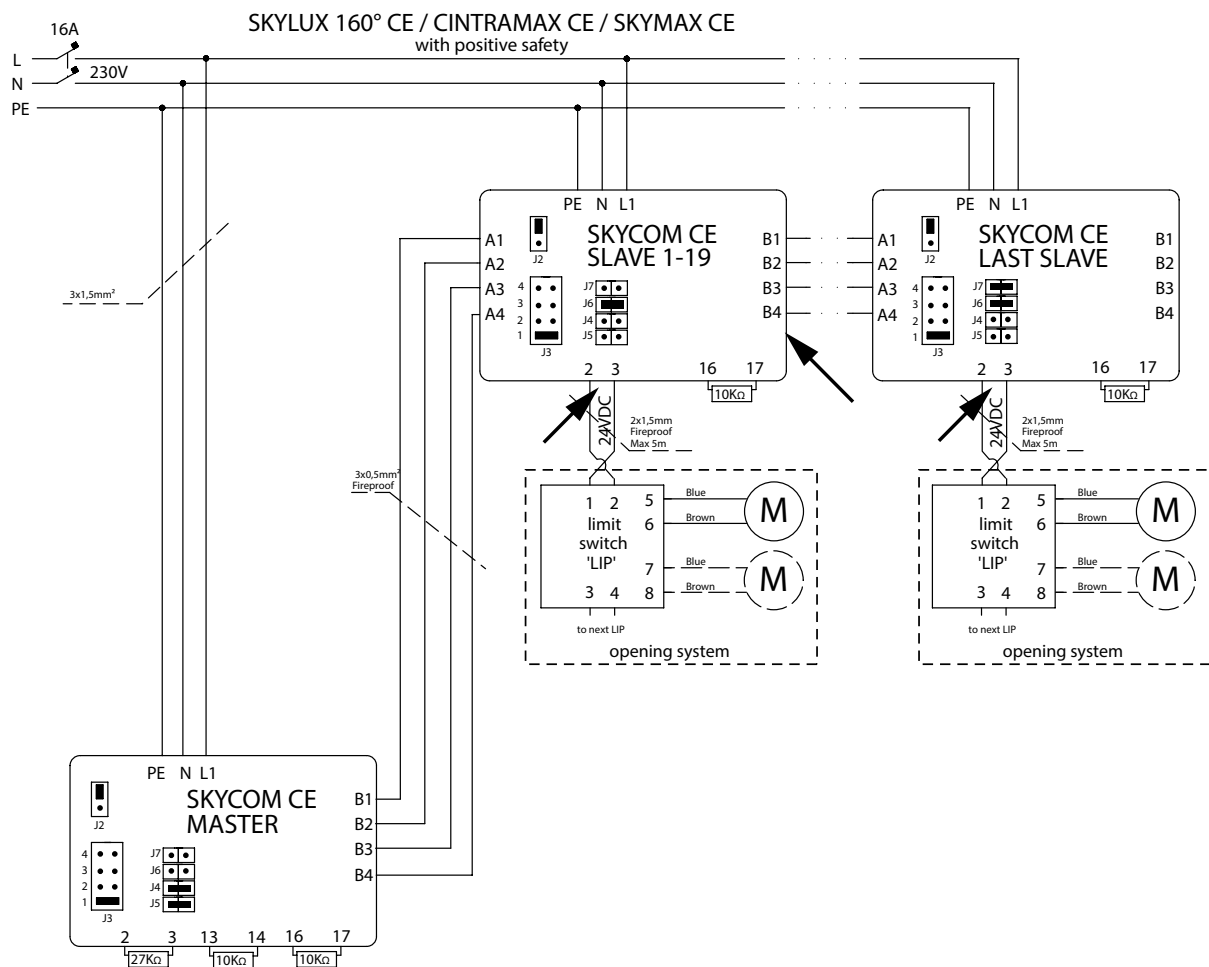 SKYLUX 160° CE / CINTRAMAX CE / SKYMAX CE
with positive safety
16A
L
N
230V
PE
3x1,5mm²
PE N L1
SKYCOM CE
SLAVE 1-19
A1
A2
A3
A4
J2
4
3
2
1
J3
J7
J6
J4
J5
B1
B2
B3
B4
2 3
16 17
10KΩ
24VDC
2x1,5mm
Fireproof
Max 5m
PE N L1
SKYCOM CE
LAST SLAVE
A1
A2
A3
A4
J2
4
3
2
1
J3
J7
J6
J4
J5
B1
B2
B3
B4
2 3
16 17
10KΩ
24VDC
2x1,5mm
Fireproof
Max 5m
3x0,5mm²
Fireproof
1 2 5
limit
switch
'LIP'
6
7
3 4 8
Blue
Brown
Blue
Brown
M
M
to next LIP
opening system
1 2 5
limit
switch
'LIP'
6
7
3 4 8
Blue
Brown
Blue
Brown
M
M
to next LIP
opening system
PE N L1
SKYCOM CE
MASTER
J2
4
3
2
1
J3
J7
J6
J4
J5
B1
B2
B3
B4
2 3 13 14 16 17
27KΩ 10KΩ 10KΩ